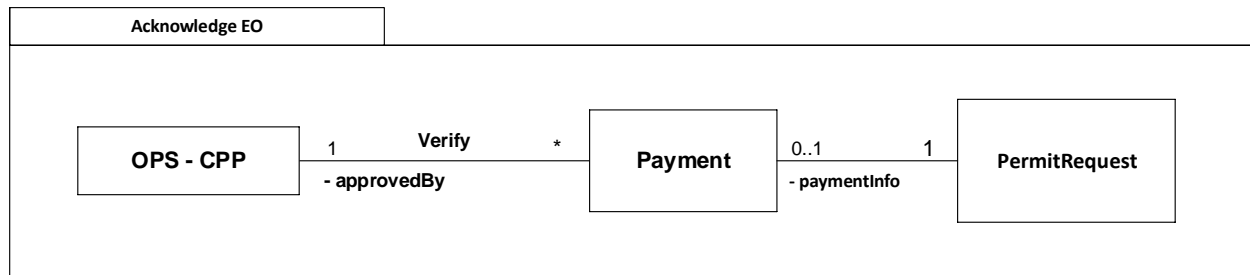 Acknowledge EO
OPS - CPP
1
Verify
*
- approvedBy
Payment
0..1
1
- paymentInfo
PermitRequest